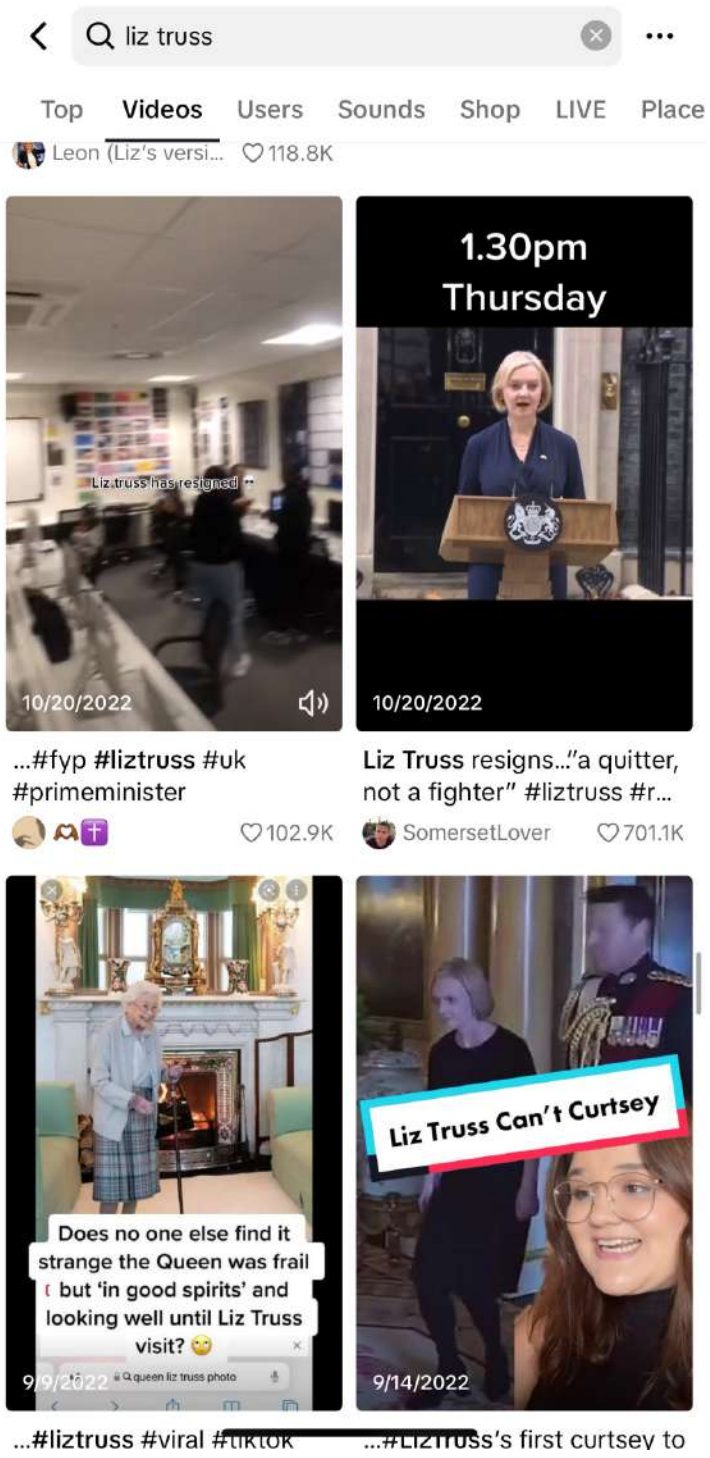 liz truss
Top Videos Users Sounds Shop LIVE Place
Leon (Liz's versi... 118.8K
Liz truss has resigned
10/20/2022
1.30pm
Thursday
10/20/2022
...#fyp #liztruss #uk
#primeminister
102.9K
Liz Truss resigns..."a quitter,
not a fighter" #liztruss #r...
SomersetLover 701.1K
Does no one else find it
strange the Queen was frail
but ‘in good spirits’ and
looking well until Liz Truss
visit? 🙄
queen liz truss photo
9/9/2022
Liz Truss Can't Curtsey
9/14/2022
...#liztruss #viral #tiktok
...#LizTruss's first curtsey to